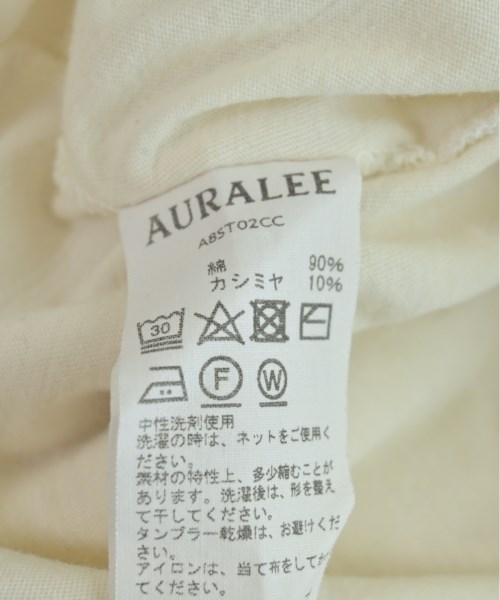 AURALEE
A8ST02CC
綿 90%
カシミヤ 10%
30
F W
中性洗剤使用
洗濯の時は、ネットをご使用く
ださい。
素材の特性上、多少縮むことが
あります。洗濯後は、形を整え
て干してください。
タンブラー乾燥は、お避けくだ
さい。
アイロンは、当て布をして
てください。